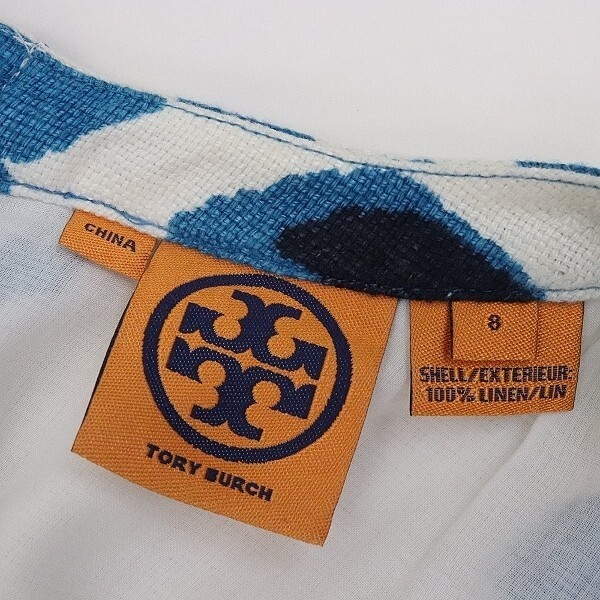 CHINA
TORY BURCH
8
SHELL/EXTERIEUR:
100% LINEN/LIN